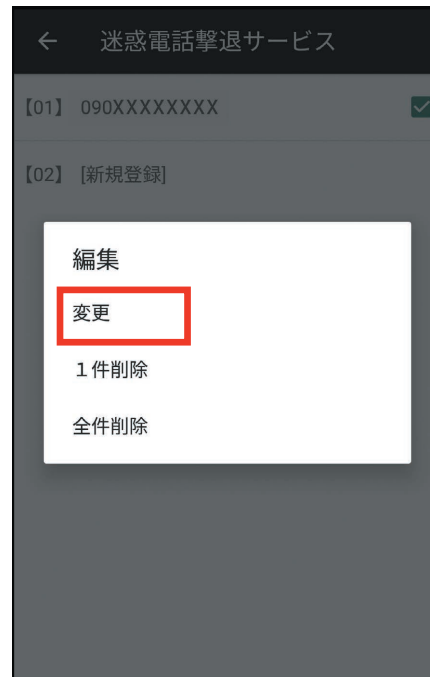 ← 迷惑電話撃退サービス
【01】 090XXXXXXXX
【02】 [新規登録]
編集
変更
1件削除
全件削除